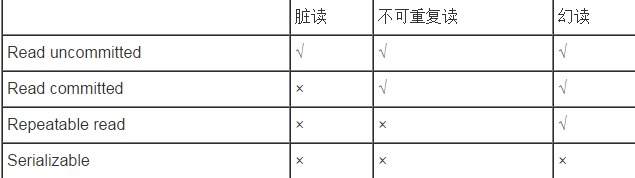 脏读 不可重复读 幻读
Read uncommitted √ √ √
Read committed × √ √
Repeatable read × × √
Serializable × × ×